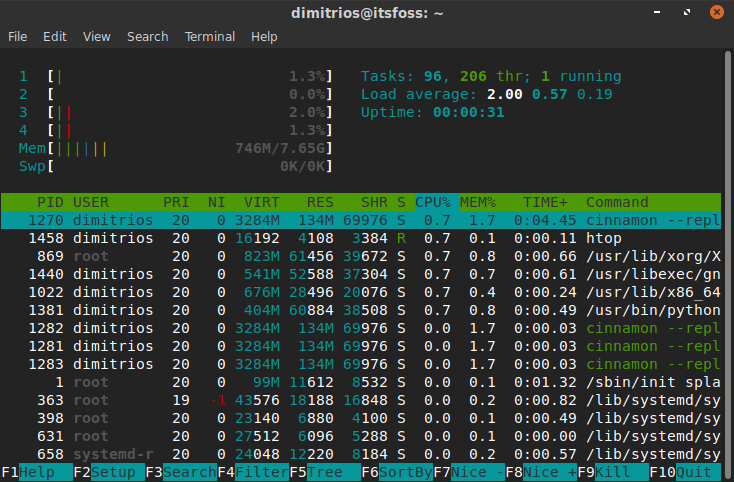 dimitrios@itsfoss: ~
File Edit View Search Terminal Help
1 [| 1.3%] Tasks: 96, 206 thr; 1 running
2 [ 0.0%] Load average: 2.00 0.57 0.19
3 [|| 2.0%] Uptime: 00:00:31
4 [|| 1.3%]
Mem[|||||| 746M/7.65G]
Swp[ 0K/0K]
PID USER PRI NI VIRT RES SHR S CPU% MEM% TIME+ Command
1270 dimitrios 20 0 3284M 134M 69976 S 0.7 1.7 0:04.45 cinnamon --repl
1458 dimitrios 20 0 16192 4108 3384 R 0.7 0.1 0:00.11 htop
869 root 20 0 823M 61456 39672 S 0.7 0.8 0:00.66 /usr/lib/xorg/X
1440 dimitrios 20 0 541M 52588 37304 S 0.7 0.7 0:00.61 /usr/libexec/gn
1022 dimitrios 20 0 676M 28496 20076 S 0.7 0.4 0:00.24 /usr/lib/x86_64
1381 dimitrios 20 0 404M 60884 38508 S 0.7 0.8 0:00.49 /usr/bin/python
1282 dimitrios 20 0 3284M 134M 69976 S 0.0 1.7 0:00.03 cinnamon --repl
1281 dimitrios 20 0 3284M 134M 69976 S 0.0 1.7 0:00.03 cinnamon --repl
1283 dimitrios 20 0 3284M 134M 69976 S 0.0 1.7 0:00.03 cinnamon --repl
1 root 20 0 99M 11612 8532 S 0.0 0.1 0:01.32 /sbin/init spla
363 root 19 -1 43576 18188 16848 S 0.0 0.2 0:00.82 /lib/systemd/sy
398 root 20 0 23140 6880 4100 S 0.0 0.1 0:00.49 /lib/systemd/sy
631 root 20 0 27512 6096 5288 S 0.0 0.1 0:00.00 /lib/systemd/sy
658 systemd-r 20 0 24048 12220 8184 S 0.0 0.2 0:00.57 /lib/systemd/sy
F1Help F2Setup F3SearchF4FilterF5Tree F6SortByF7Nice -F8Nice +F9Kill F10Quit